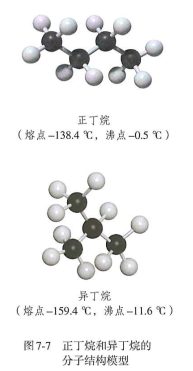 正丁烷
（熔点–138.4 ℃，沸点–0.5 ℃）
异丁烷
（熔点–159.4 ℃，沸点–11.6 ℃）
图7-7 正丁烷和异丁烷的
分子结构模型